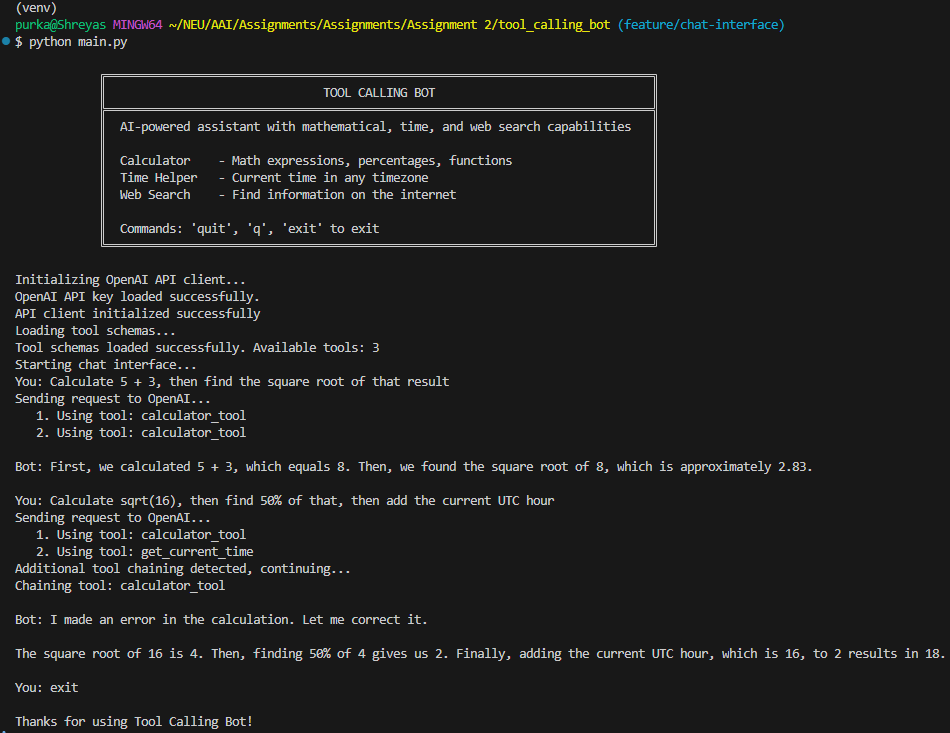 (venv)
purka@Shreyas MINGW64 ~/NEU/AAI/Assignments/Assignments/Assignment 2/tool_calling_bot (feature/chat-interface)
$ python main.py
TOOL CALLING BOT
AI-powered assistant with mathematical, time, and web search capabilities
Calculator - Math expressions, percentages, functions
Time Helper - Current time in any timezone
Web Search - Find information on the internet
Commands: 'quit', 'q', 'exit' to exit
Initializing OpenAI API client...
OpenAI API key loaded successfully.
API client initialized successfully
Loading tool schemas...
Tool schemas loaded successfully. Available tools: 3
Starting chat interface...
You: Calculate 5 + 3, then find the square root of that result
Sending request to OpenAI...
1. Using tool: calculator_tool
2. Using tool: calculator_tool
Bot: First, we calculated 5 + 3, which equals 8. Then, we found the square root of 8, which is approximately 2.83.
You: Calculate sqrt(16), then find 50% of that, then add the current UTC hour
Sending request to OpenAI...
1. Using tool: calculator_tool
2. Using tool: get_current_time
Additional tool chaining detected, continuing...
Chaining tool: calculator_tool
Bot: I made an error in the calculation. Let me correct it.
The square root of 16 is 4. Then, finding 50% of 4 gives us 2. Finally, adding the current UTC hour, which is 16, to 2 results in 18.
You: exit
Thanks for using Tool Calling Bot!